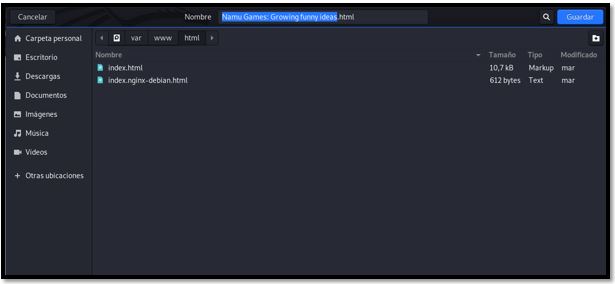 Cancelar Nombre Namu Games: Growing funny ideas.html Guardar
Carpeta personal var www html
Nombre Tamaño Tipo Modificado
Escritorio
index.html 10,7 kB Markup mar
Descargas
index.nginx-debian.html 612 bytes Text mar
Documentos
Imágenes
Música
Vídeos
Otras ubicaciones